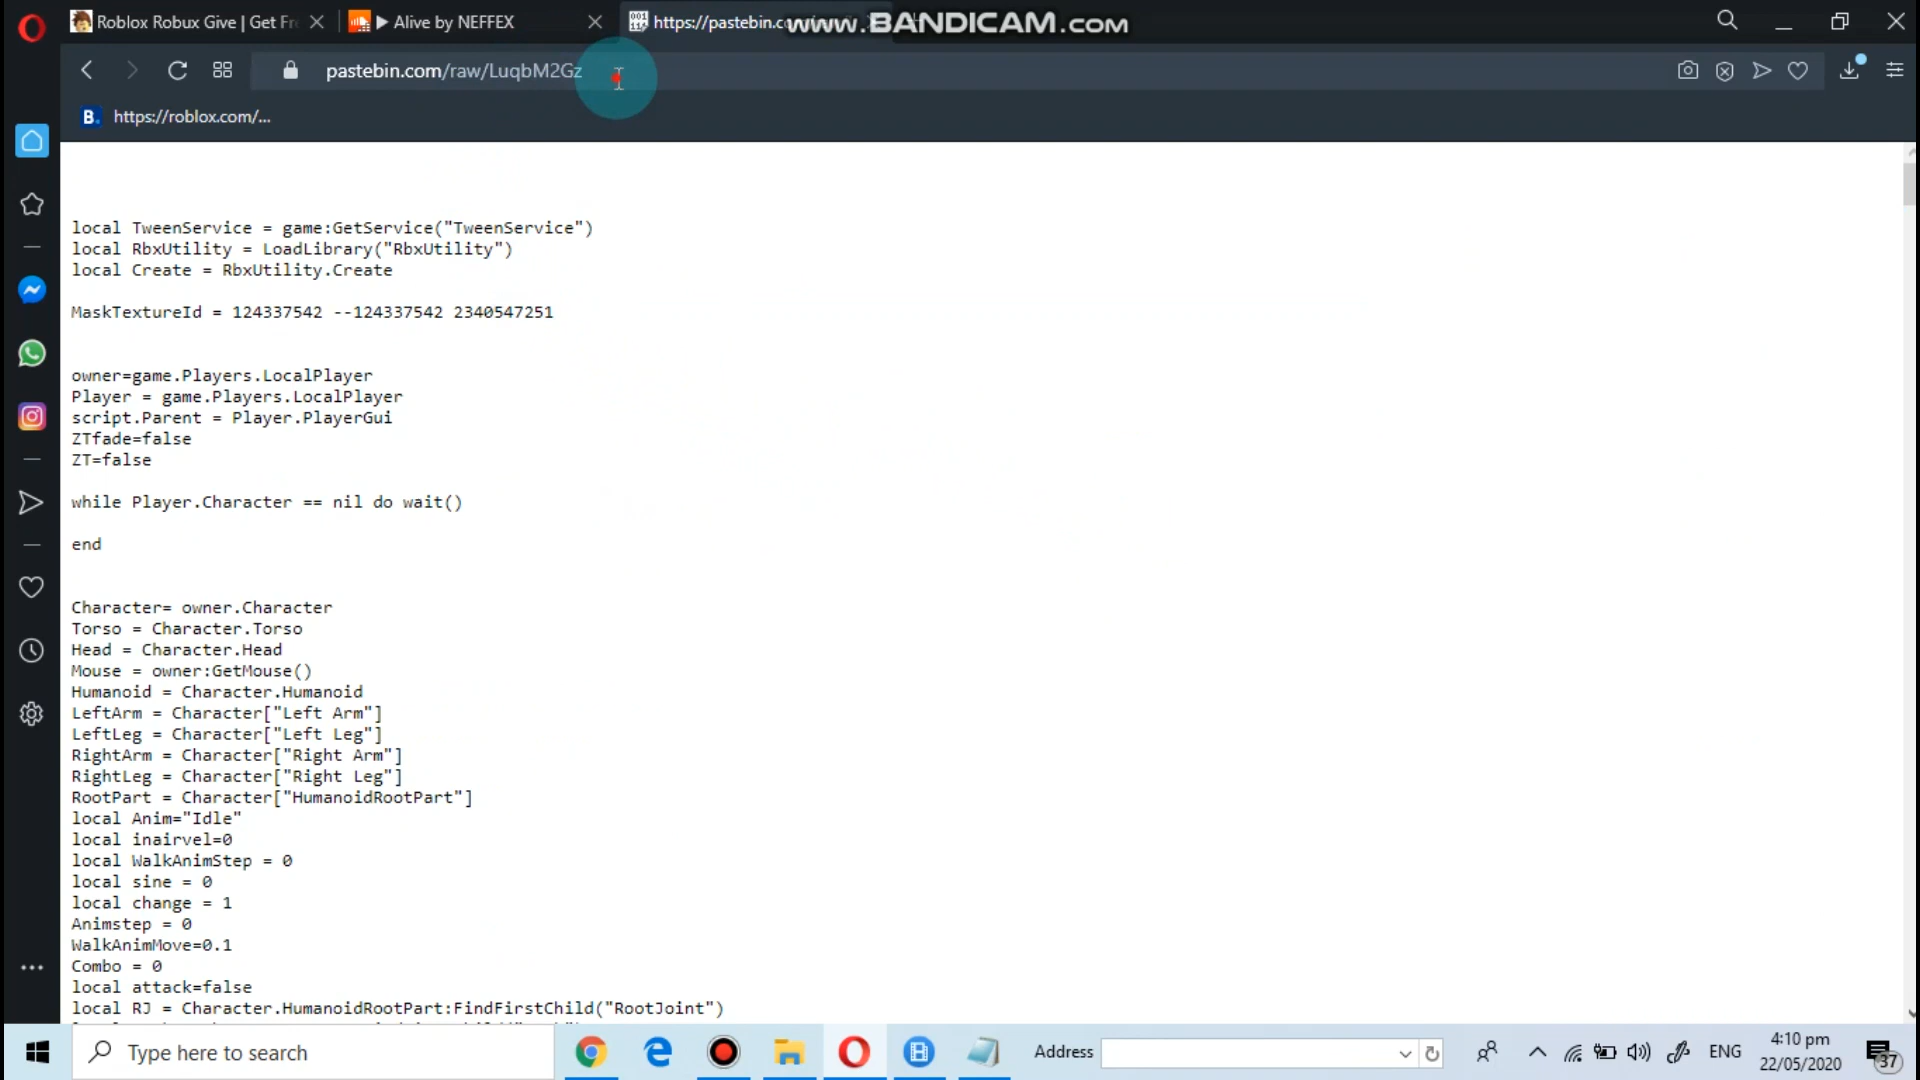 Roblox Robux Give | Get Fr
▶ Alive by NEFFEX
https://pastebin.co
www.BANDICAM.com
pastebin.com/raw/LuqbM2Gz
B.
https://roblox.com/...
local TweenService = game:GetService("TweenService")
local RbxUtility = LoadLibrary("RbxUtility")
local Create = RbxUtility.Create
MaskTextureId = 124337542 --124337542 2340547251
owner=game.Players.LocalPlayer
Player = game.Players.LocalPlayer
script.Parent = Player.PlayerGui
ZTfade=false
ZT=false
while Player.Character == nil do wait()
end
Character= owner.Character
Torso = Character.Torso
Head = Character.Head
Mouse = owner:GetMouse()
Humanoid = Character.Humanoid
LeftArm = Character["Left Arm"]
LeftLeg = Character["Left Leg"]
RightArm = Character["Right Arm"]
RightLeg = Character["Right Leg"]
RootPart = Character["HumanoidRootPart"]
local Anim="Idle"
local inairvel=0
local WalkAnimStep = 0
local sine = 0
local change = 1
Animstep = 0
WalkAnimMove=0.1
Combo = 0
local attack=false
local RJ = Character.HumanoidRootPart:FindFirstChild("RootJoint")
Type here to search
Address
ENG
4:10 pm
22/05/2020
37